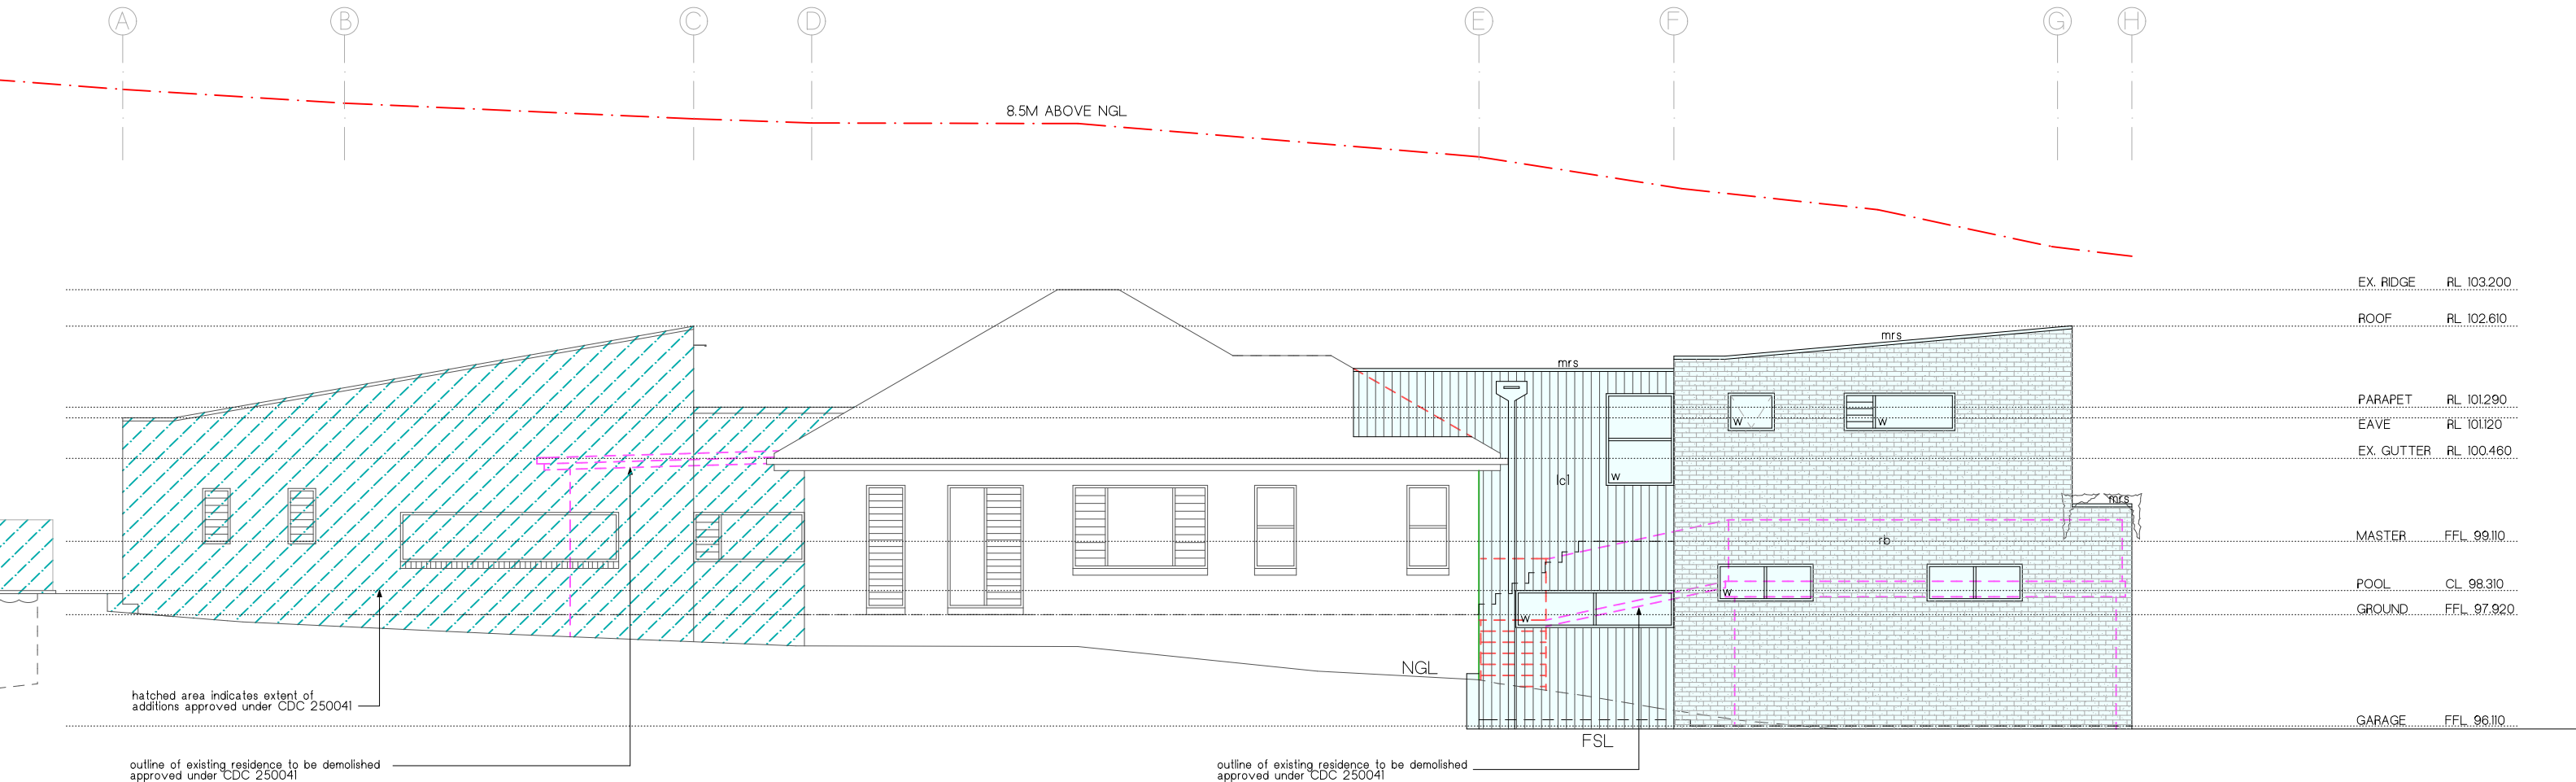 A B C D E F G H
8.5M ABOVE NGL
EX. RIDGE RL 103.200
ROOF RL 102.610
mrs
mrs
PARAPET RL 101.290
EAVE RL 101.120
W W
EX. GUTTER RL 100.460
W
lc1
mrs
MASTER FFL 99.110
rb
POOL CL 98.310
W
GROUND FFL 97.920
W
NGL
hatched area indicates extent of
additions approved under CDC 250041
GARAGE FFL 96.110
FSL
outline of existing residence to be demolished
approved under CDC 250041
outline of existing residence to be demolished
approved under CDC 250041